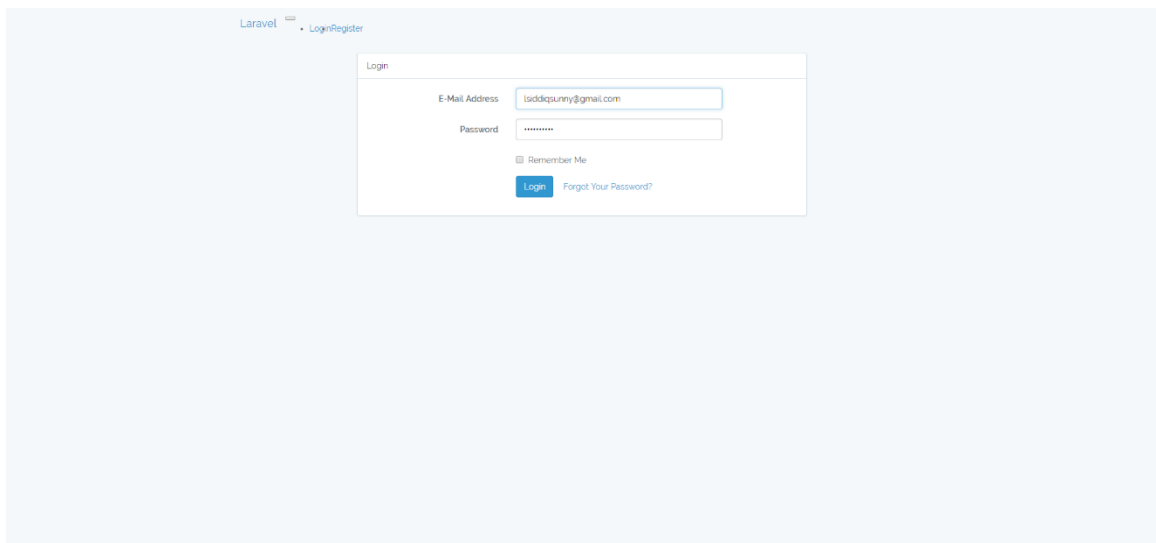 Laravel
• LoginRegister
Login
E-Mail Address lsiddiqsunny@gmail.com
Password ••••••••••
Remember Me
Login Forgot Your Password?